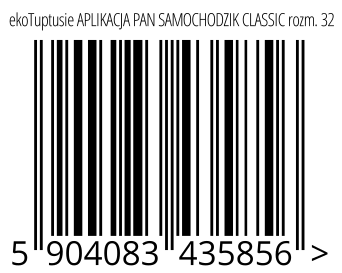 ekoTuptusie APLIKACJA PAN SAMOCHODZIK CLASSIC rozm. 32
5 904083 435856 >